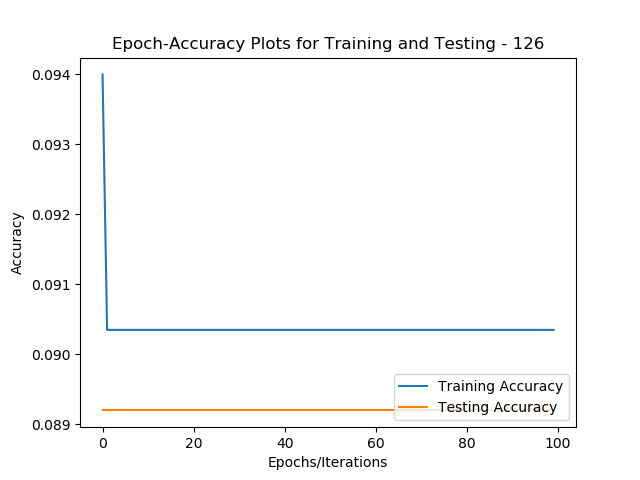 Epoch-Accuracy Plots for Training and Testing - 126
0.094
0.093
0.092
0.091
0.090
0.089
Accuracy
Training Accuracy
Testing Accuracy
0 20 40 60 80 100
Epochs/Iterations